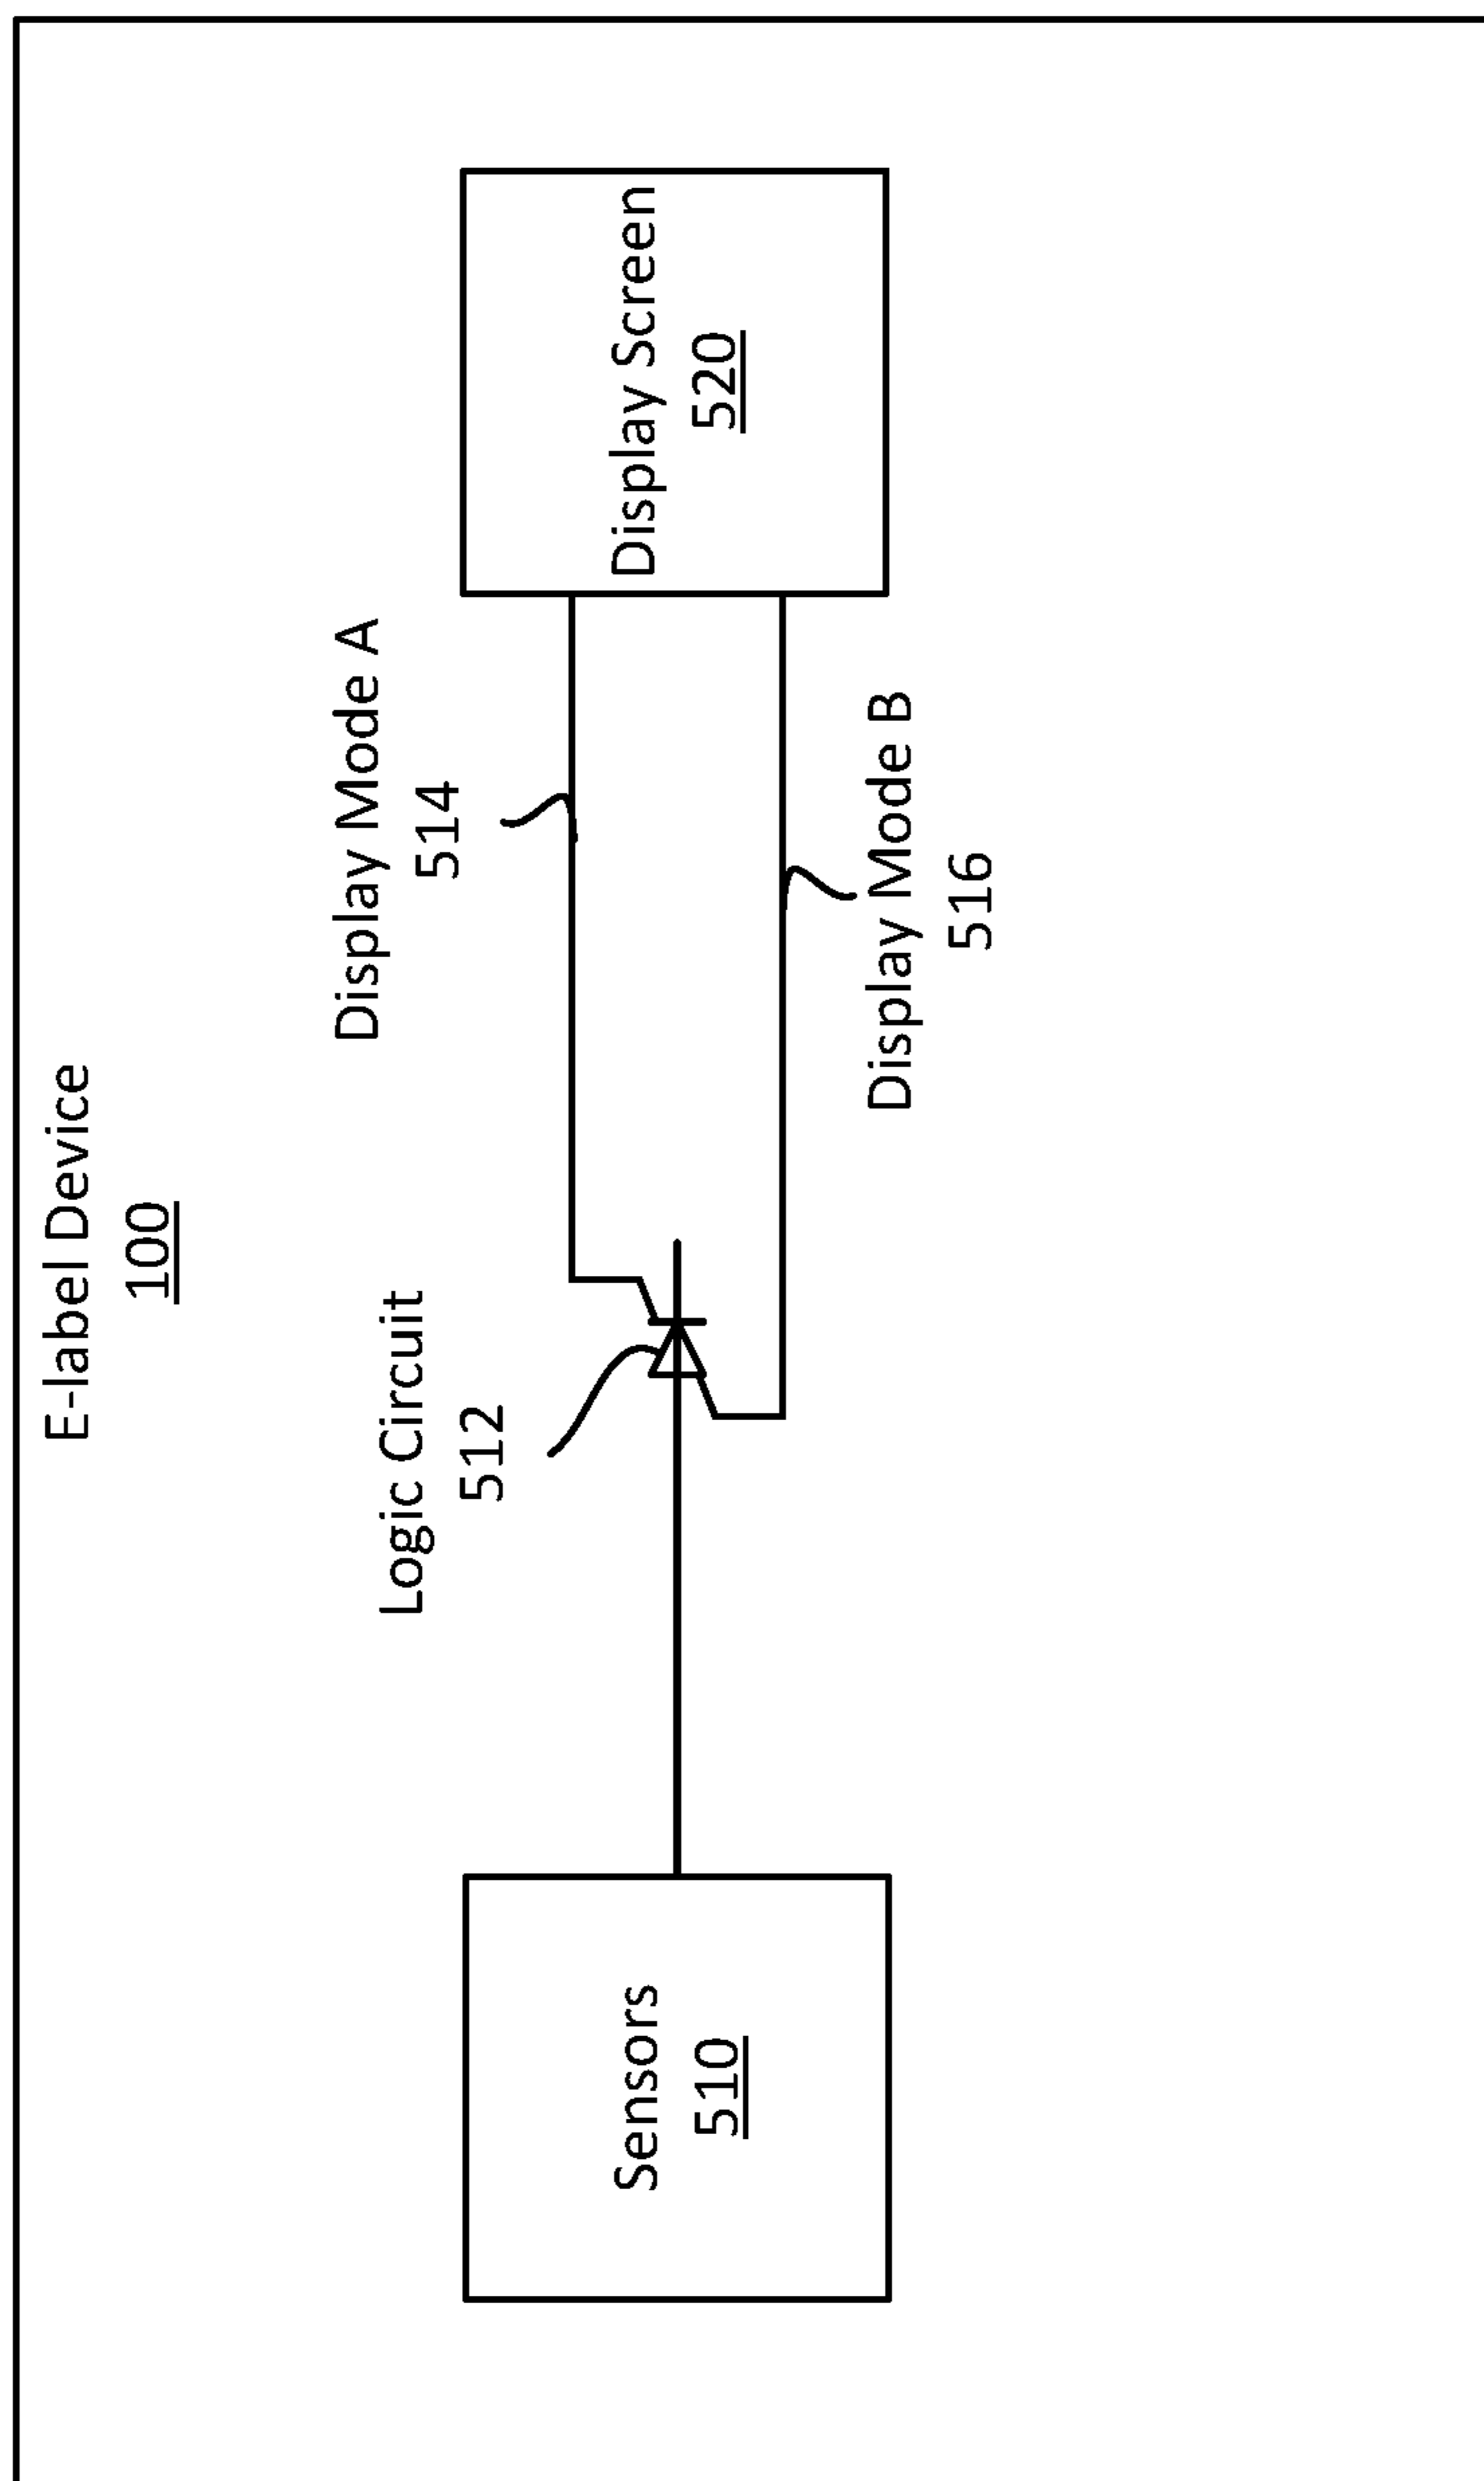 E-label Device
100
Display Mode A
514
Logic Circuit
512
Sensors
510
Display Screen
520
Display Mode B
516